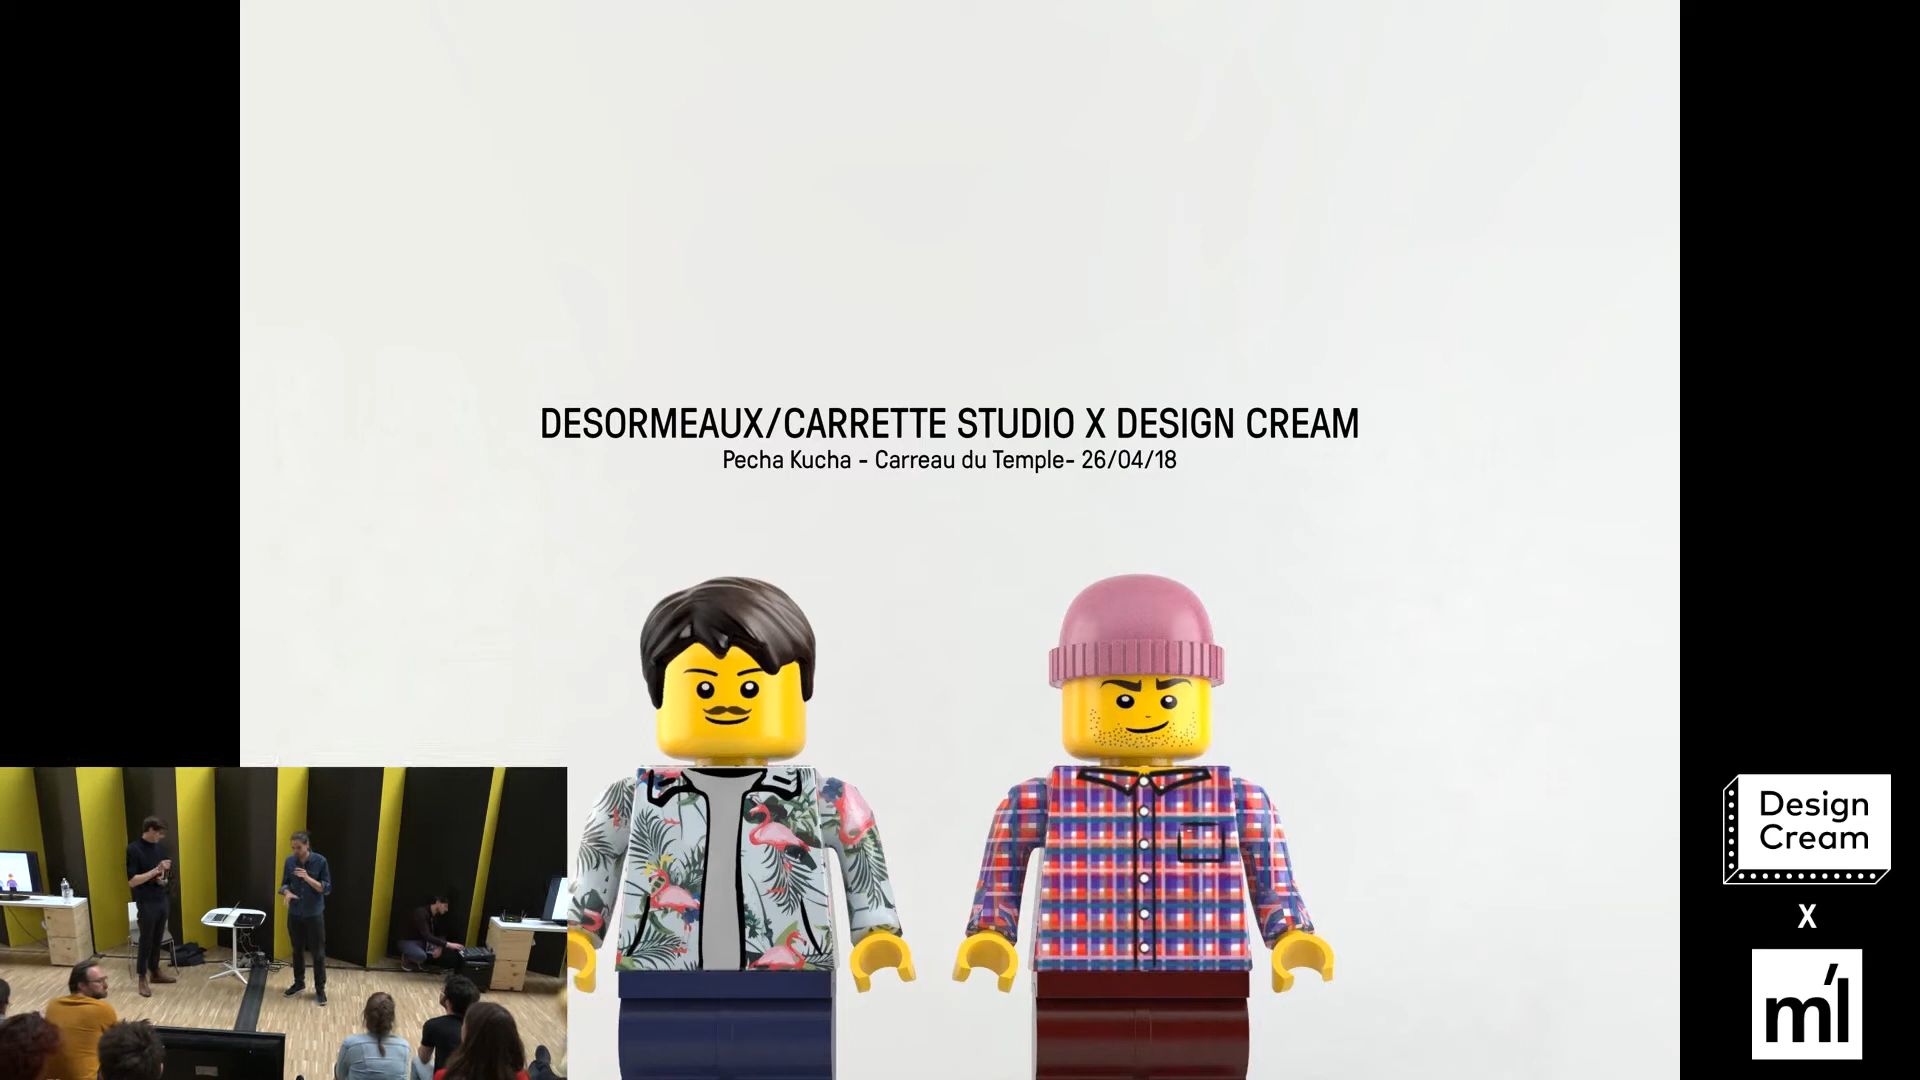 DESORMEAUX/CARRETTE STUDIO X DESIGN CREAM
Pecha Kucha - Carreau du Temple- 26/04/18
Design
Cream
X
m'l